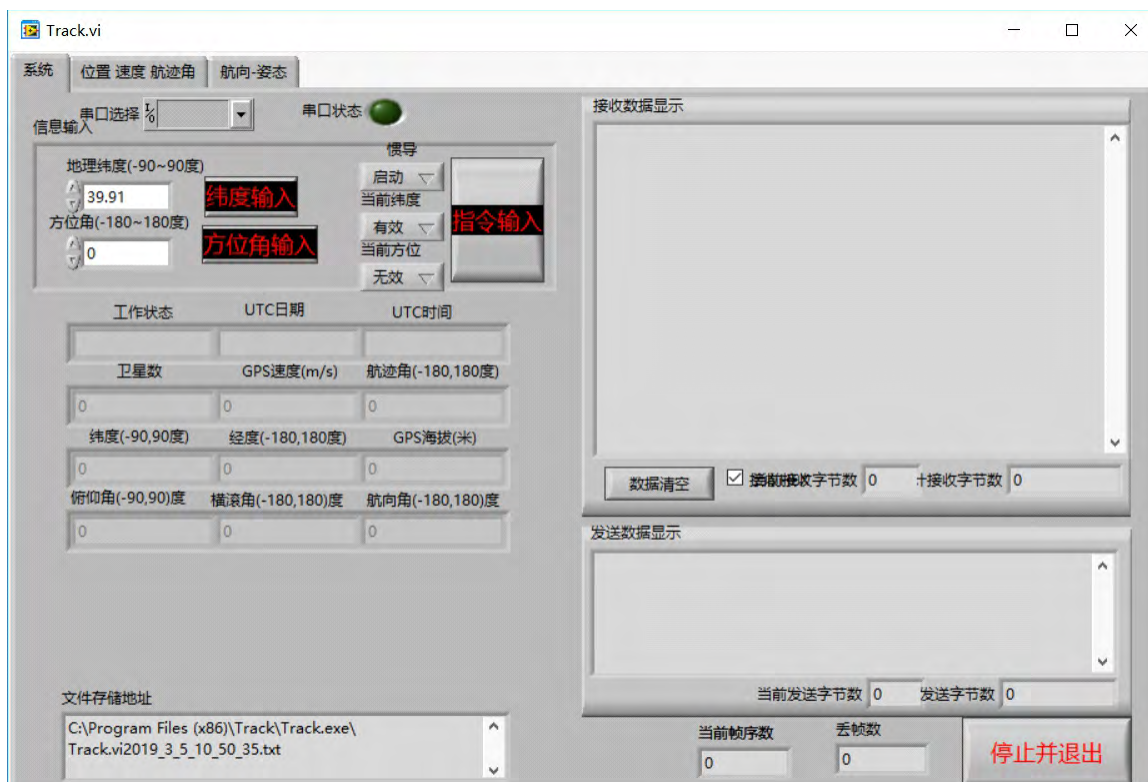 Track.vi
系统 位置 速度 航迹角 航向-姿态
串口选择 串口状态
信息输入
地理纬度(-90~90度)
39.91
纬度输入
方位角(-180~180度)
0
方位角输入
惯导
启动
当前纬度
有效
当前方位
无效
指令输入
工作状态 UTC日期 UTC时间
卫星数 GPS速度(m/s) 航迹角(-180,180度)
0 0 0
纬度(-90,90度) 经度(-180,180度) GPS海拔(米)
0 0 0
俯仰角(-90,90)度 横滚角(-180,180)度 航向角(-180,180)度
0 0 0
文件存储地址
C:\Program Files (x86)\Track\Track.exe\
Track.vi2019_3_5_10_50_35.txt
接收数据显示
数据清空 接收字节数 0 接收字节数 0
发送数据显示
当前发送字节数 0 发送字节数 0
当前帧序数 丢帧数
0 0
停止并退出